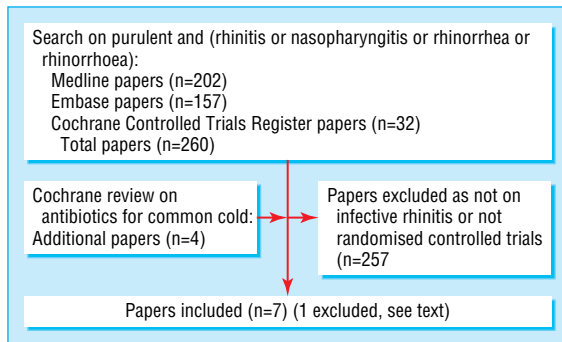 Search on purulent and (rhinitis or nasopharyngitis or rhinorrhea or
rhinorrhoea):
Medline papers (n=202)
Embase papers (n=157)
Cochrane Controlled Trials Register papers (n=32)
Total papers (n=260)
Cochrane review on
antibiotics for common cold:
Additional papers (n=4)
Papers excluded as not on
infective rhinitis or not
randomised controlled trials
(n=257
Papers included (n=7) (1 excluded, see text)